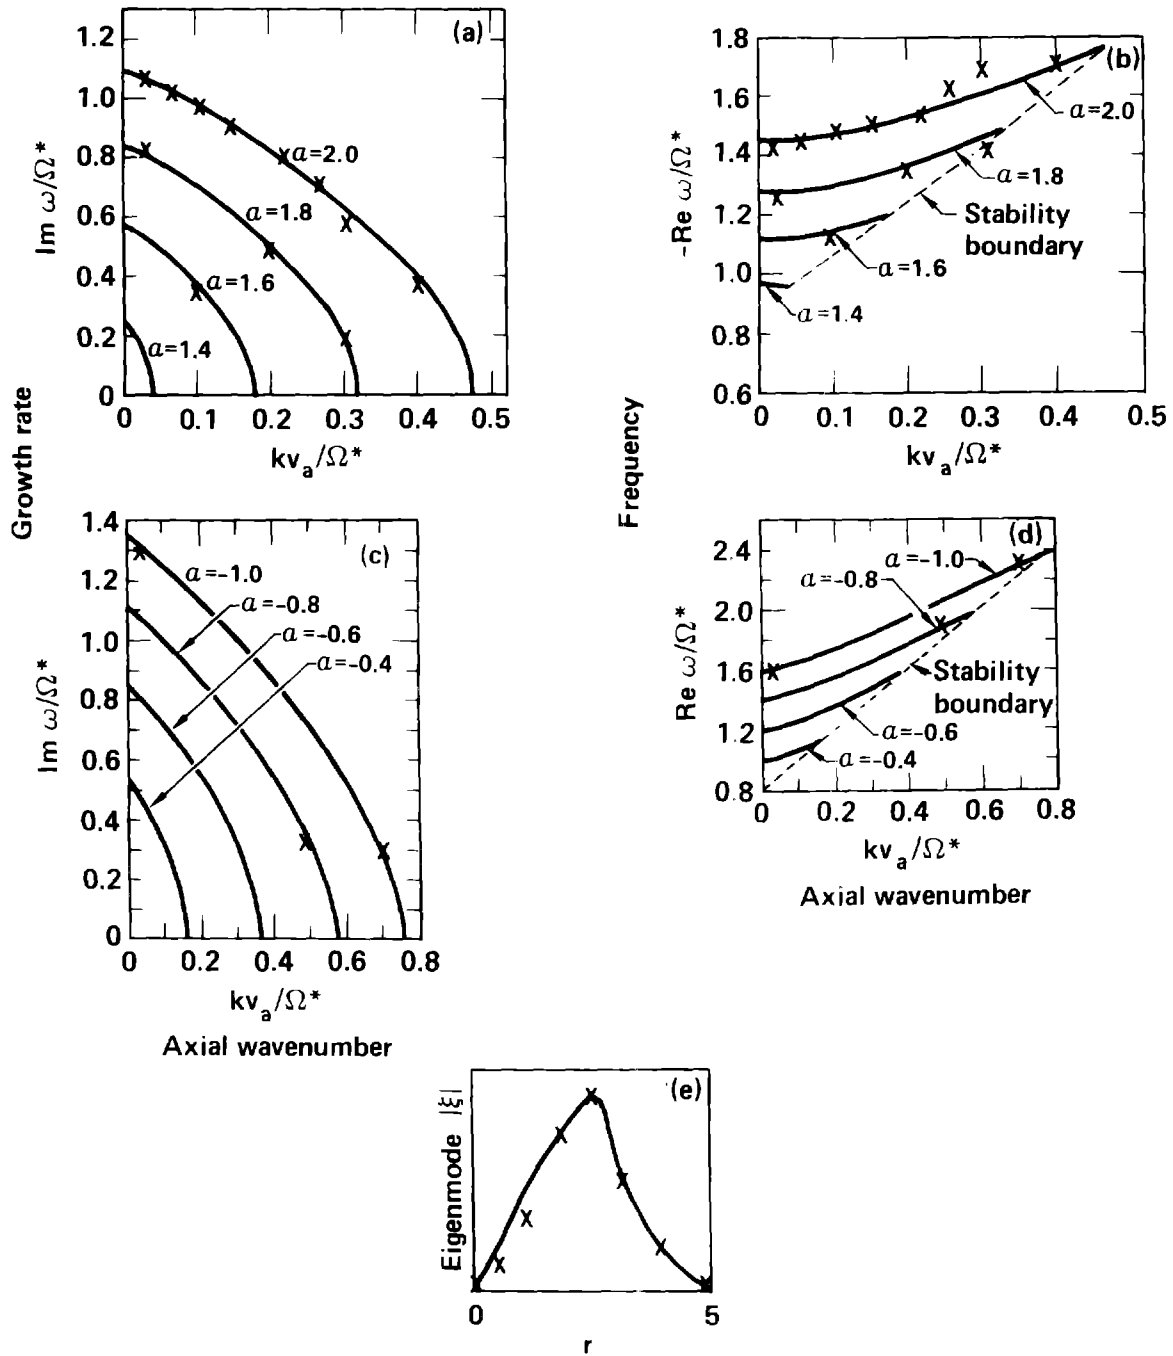 (a)
1.2
1.0
0.8
0.6
0.4
0.2
0
Im ω/Ω*
a=2.0
a=1.8
a=1.6
a=1.4
0 0.1 0.2 0.3 0.4 0.5
kv_a/Ω*
Growth rate
(b)
1.8
1.6
1.4
1.2
1.0
0.8
0.6
-Re ω/Ω*
a=2.0
a=1.8
Stability
boundary
a=1.6
a=1.4
0 0.1 0.2 0.3 0.4 0.5
kv_a/Ω*
Frequency
(c)
1.4
1.2
1.0
0.8
0.6
0.4
0.2
0
Im ω/Ω*
a=-1.0
a=-0.8
a=-0.6
a=-0.4
0 0.2 0.4 0.6 0.8
kv_a/Ω*
Axial wavenumber
(d)
2.4
2.0
1.6
1.2
0.8
Re ω/Ω*
a=-1.0
a=-0.8
Stability
boundary
a=-0.6
a=-0.4
0 0.2 0.4 0.6 0.8
kv_a/Ω*
Axial wavenumber
(e)
Eigenmode |ξ|
0 5
r